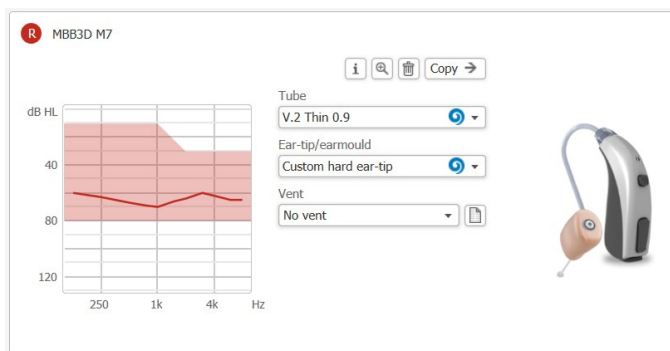 R MBB3D M7
i Copy →
Tube
V.2 Thin 0.9
Ear-tip/earmould
Custom hard ear-tip
Vent
No vent
dB HL
40
80
120
250 1k 4k Hz